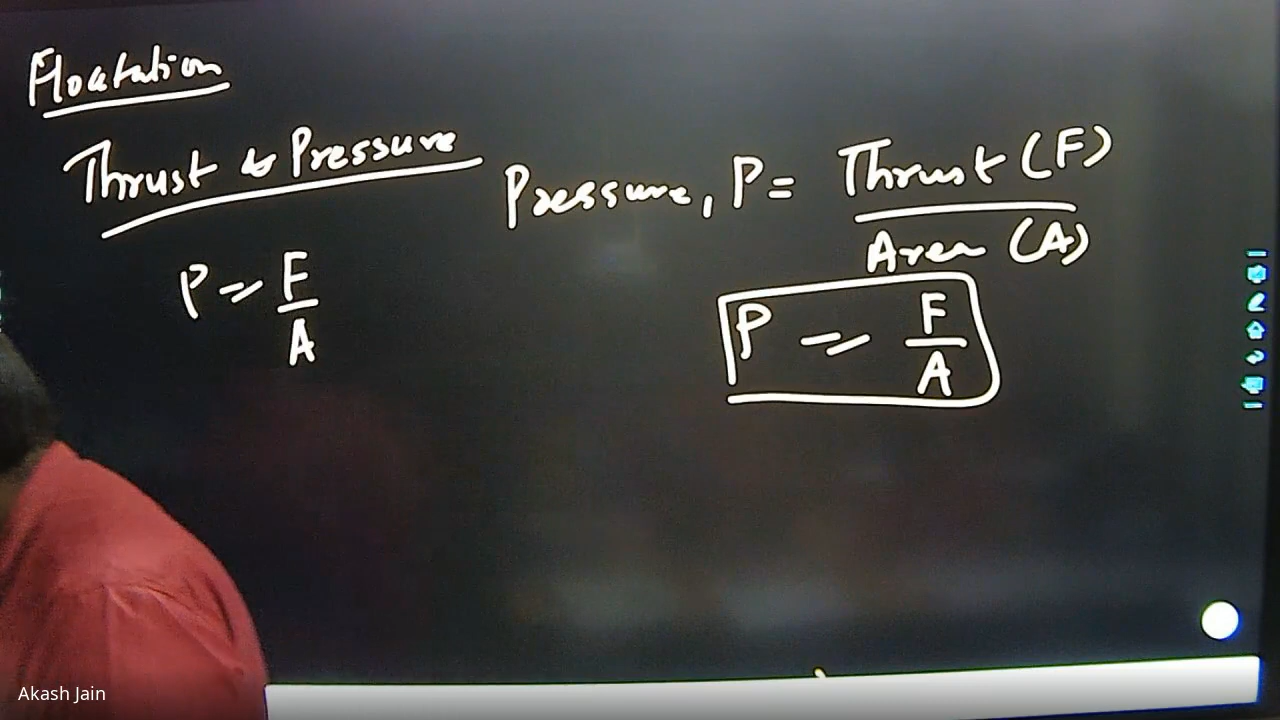 Floatation
Thrust & Pressure
P = F/A
Pressure, P = Thrust (F) / Area (A)
P = F/A
Akash Jain